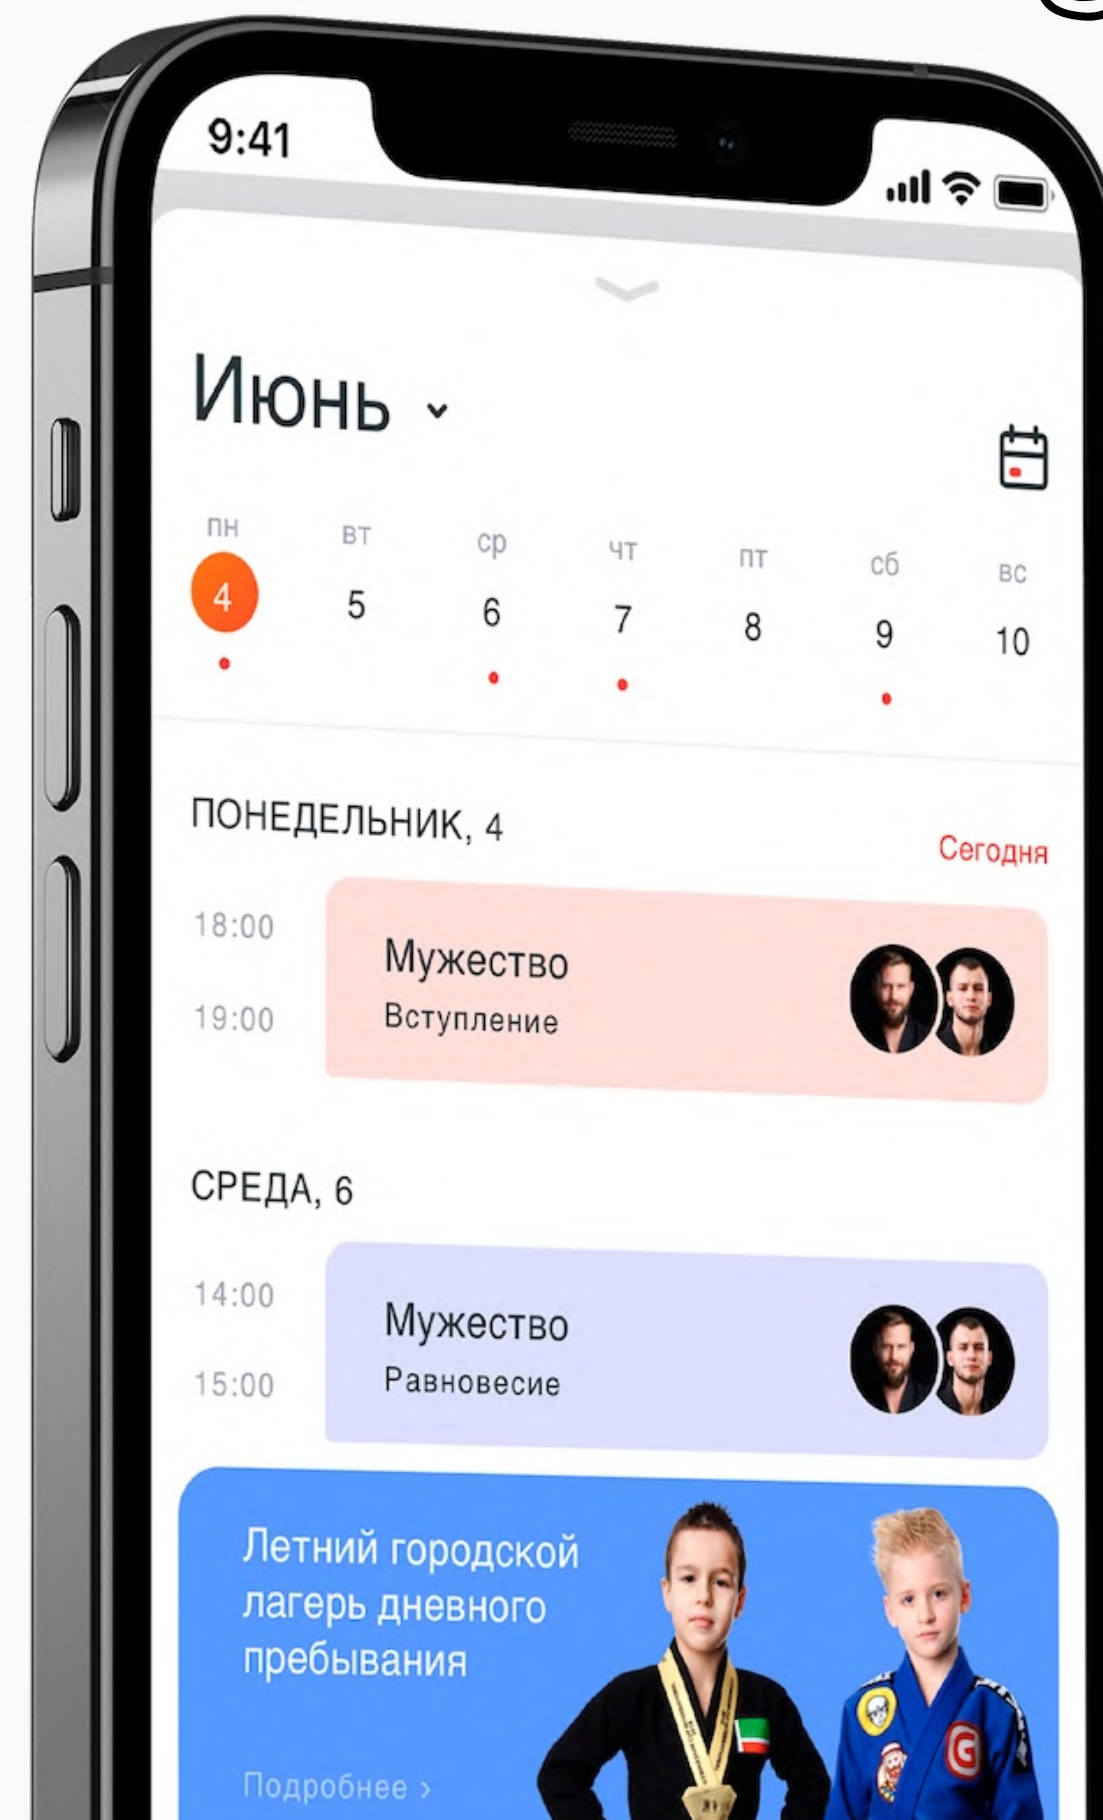 9:41
Июнь
пн вт ср чт пт сб вс
4 5 6 7 8 9 10
ПОНЕДЕЛЬНИК, 4
Сегодня
18:00
Мужество
Вступление
19:00
СРЕДА, 6
14:00
Мужество
Равновесие
15:00
Летний городской
лагерь дневного
пребывания
Подробнее ›
G